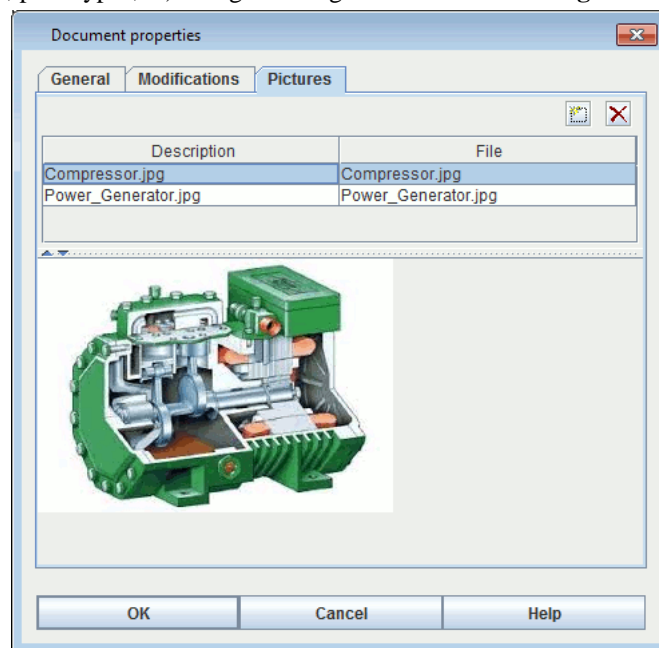 Document properties
General Modifications Pictures
Description File
Compressor.jpg Compressor.jpg
Power_Generator.jpg Power_Generator.jpg
OK Cancel Help